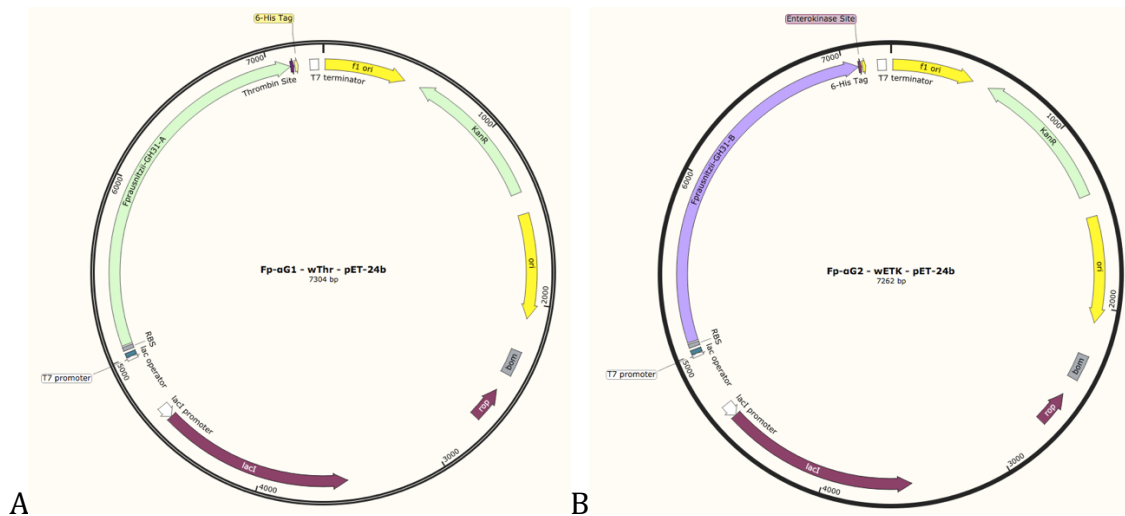 6-His Tag
7000
Thrombin Site
T7 terminator
f1 ori
1000
KanR
Fprausnitzii-GH31-A
6000
ori
2000
Fp-αG1 - wThr - pET-24b
7304 bp
RBS
lac operator
5000
T7 promoter
bom
rop
lacI promoter
lacI
3000
4000
A
Enterokinase Site
7000
6-His Tag
T7 terminator
f1 ori
1000
KanR
Fprausnitzii-GH31-B
6000
ori
2000
Fp-αG2 - wETK - pET-24b
7262 bp
RBS
lac operator
5000
T7 promoter
bom
rop
lacI promoter
lacI
3000
4000
B